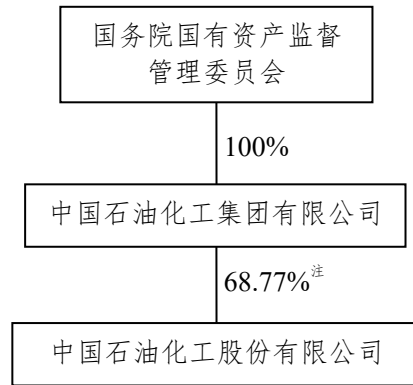 国务院国有资产监督
管理委员会
100%
中国石油化工集团有限公司
68.77%注
中国石油化工股份有限公司